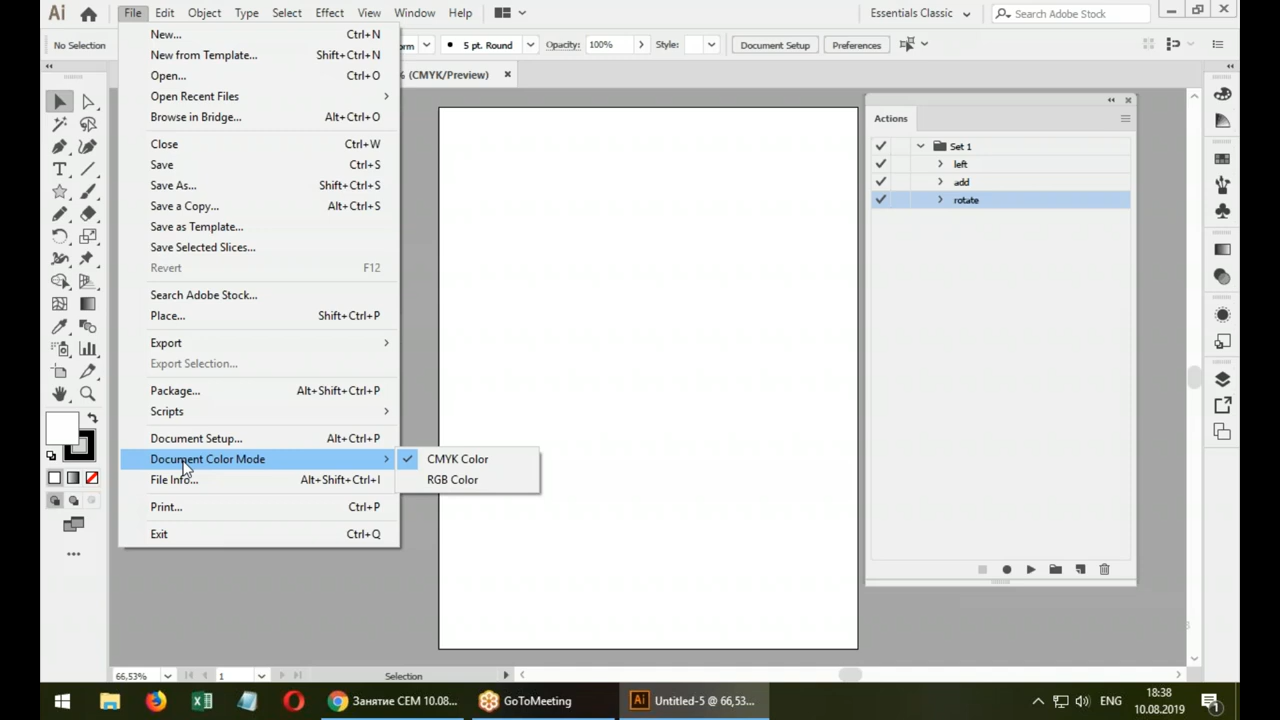 Ai File Edit Object Type Select Effect View Window Help Essentials Classic Search Adobe Stock
No Selection 5 pt. Round Opacity: 100% Style: Document Setup Preferences
% (CMYK/Preview)
New... Ctrl+N
New from Template... Shift+Ctrl+N
Open... Ctrl+O
Open Recent Files
Browse in Bridge... Alt+Ctrl+O
Close Ctrl+W
Save Ctrl+S
Save As... Shift+Ctrl+S
Save a Copy... Alt+Ctrl+S
Save as Template...
Save Selected Slices...
Revert F12
Search Adobe Stock...
Place... Shift+Ctrl+P
Export
Export Selection...
Package... Alt+Shift+Ctrl+P
Scripts
Document Setup... Alt+Ctrl+P
Document Color Mode
File Info... Alt+Shift+Ctrl+I
Print... Ctrl+P
Exit Ctrl+Q
CMYK Color
RGB Color
Actions
Set 1
left
add
rotate
66,53% 1 Selection
Занятие СЕМ 10.08... GoToMeeting Ai Untitled-5 @ 66,53... ENG 18:38
10.08.2019 1